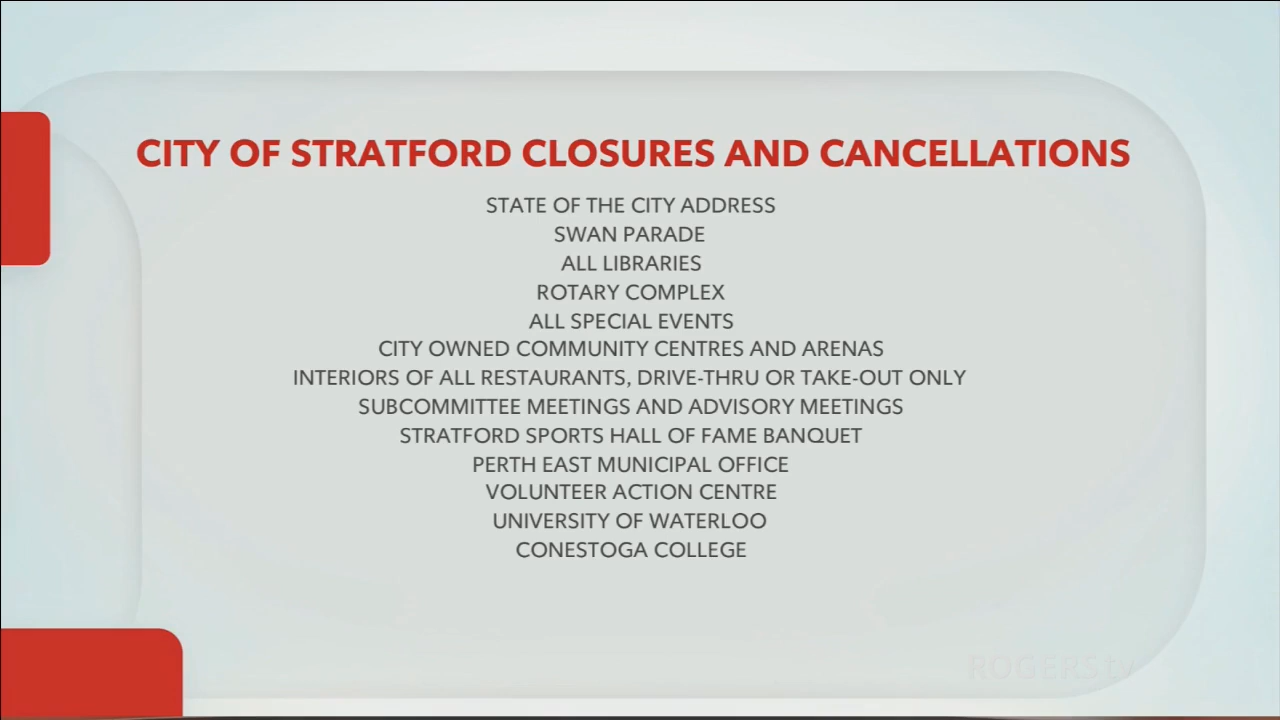 CITY OF STRATFORD CLOSURES AND CANCELLATIONS
STATE OF THE CITY ADDRESS
SWAN PARADE
ALL LIBRARIES
ROTARY COMPLEX
ALL SPECIAL EVENTS
CITY OWNED COMMUNITY CENTRES AND ARENAS
INTERIORS OF ALL RESTAURANTS, DRIVE-THRU OR TAKE-OUT ONLY
SUBCOMMITTEE MEETINGS AND ADVISORY MEETINGS
STRATFORD SPORTS HALL OF FAME BANQUET
PERTH EAST MUNICIPAL OFFICE
VOLUNTEER ACTION CENTRE
UNIVERSITY OF WATERLOO
CONESTOGA COLLEGE
ROGERStv